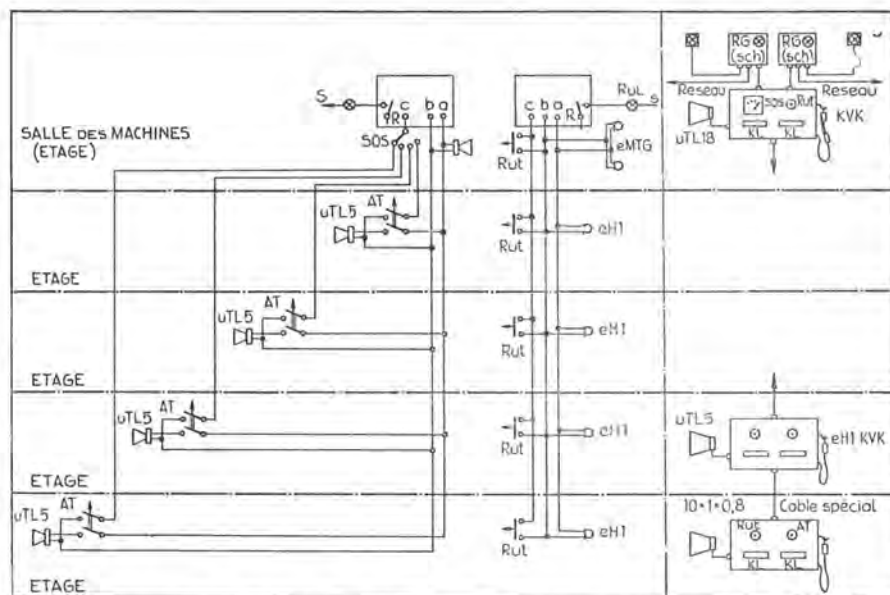 RG
(sch)
RG
(sch)
Reseau
Reseau
SOS
Rut
uTL18
KL
KL
KVK
S
R
c
b
a
SOS
c
b
a
R
RuL
S
Rut
eMTG
SALLE DES MACHINES
(ETAGE)
uTL5
AT
Rut
eH1
ETAGE
uTL5
AT
Rut
eM1
ETAGE
uTL5
AT
Rut
eH1
uTL5
eH1 KVK
ETAGE
uTL5
AT
Rut
eH1
10×1×0,8 Cable spécial
Rut
AT
KL
KL
ETAGE